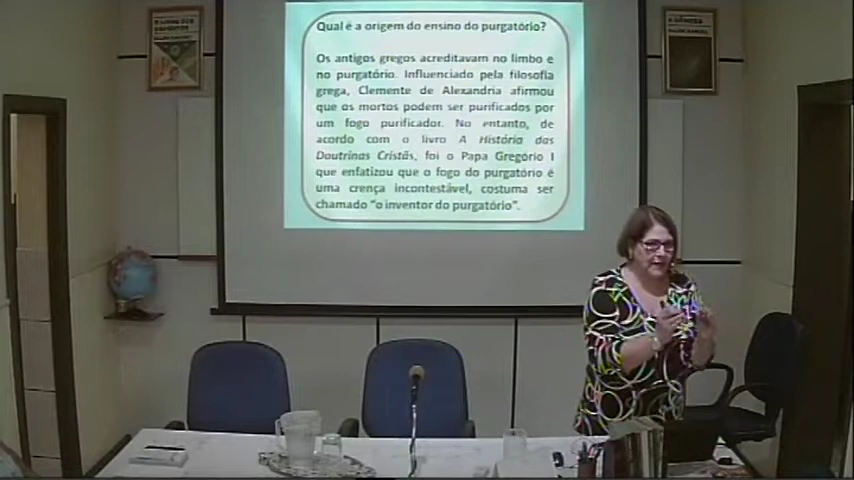 Qual é a origem do ensino do purgatório?
Os antigos gregos acreditavam no limbo e
no purgatório. Influenciado pela filosofia
grega, Clemente de Alexandria afirmou
que os mortos podem ser purificados por
um fogo purificador. No entanto, de
acordo com o livro A História das
Doutrinas Cristãs, foi o Papa Gregório I
que enfatizou que o fogo do purgatório é
uma crença incontestável, costuma ser
chamado "o inventor do purgatório".
A GÊNESE